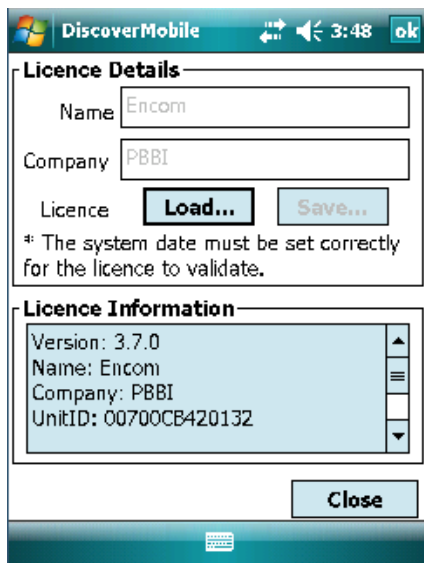 DiscoverMobile 3:48 ok
Licence Details
Name Encom
Company PBBI
Licence Load... Save...
* The system date must be set correctly
for the licence to validate.
Licence Information
Version: 3.7.0
Name: Encom
Company: PBBI
UnitID: 00700CB420132
Close